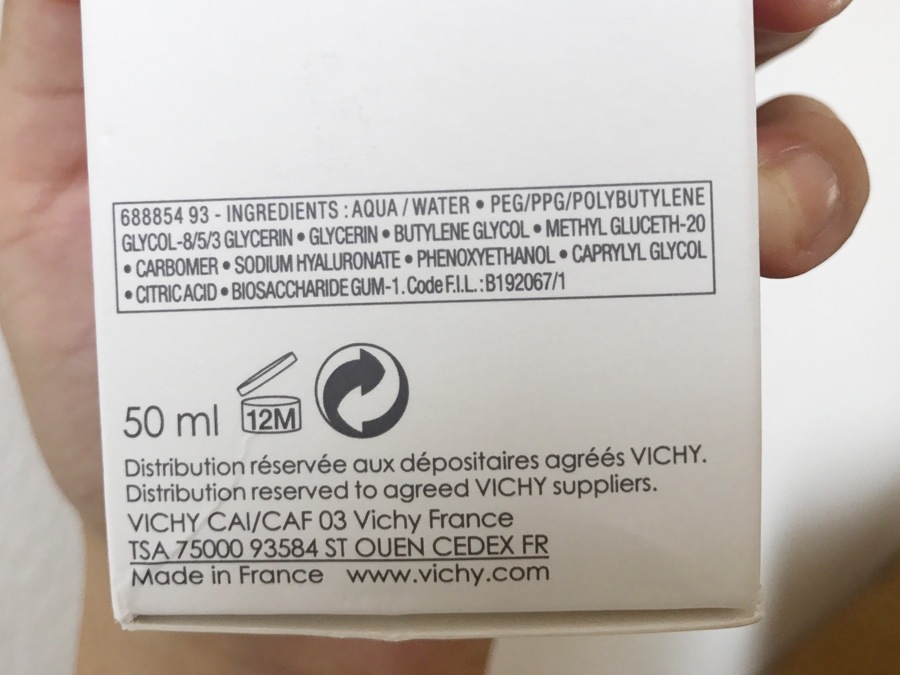 688854 93 - INGREDIENTS : AQUA / WATER • PEG/PPG/POLYBUTYLENE
GLYCOL-8/5/3 GLYCERIN • GLYCERIN • BUTYLENE GLYCOL • METHYL GLUCETH-20
• CARBOMER • SODIUM HYALURONATE • PHENOXYETHANOL • CAPRYLYL GLYCOL
• CITRIC ACID • BIOSACCHARIDE GUM-1. Code F.I.L. : B192067/1
50 ml 12M
Distribution réservée aux dépositaires agréés VICHY.
Distribution reserved to agreed VICHY suppliers.
VICHY CAI/CAF 03 Vichy France
TSA 75000 93584 ST OUEN CEDEX FR
Made in France www.vichy.com